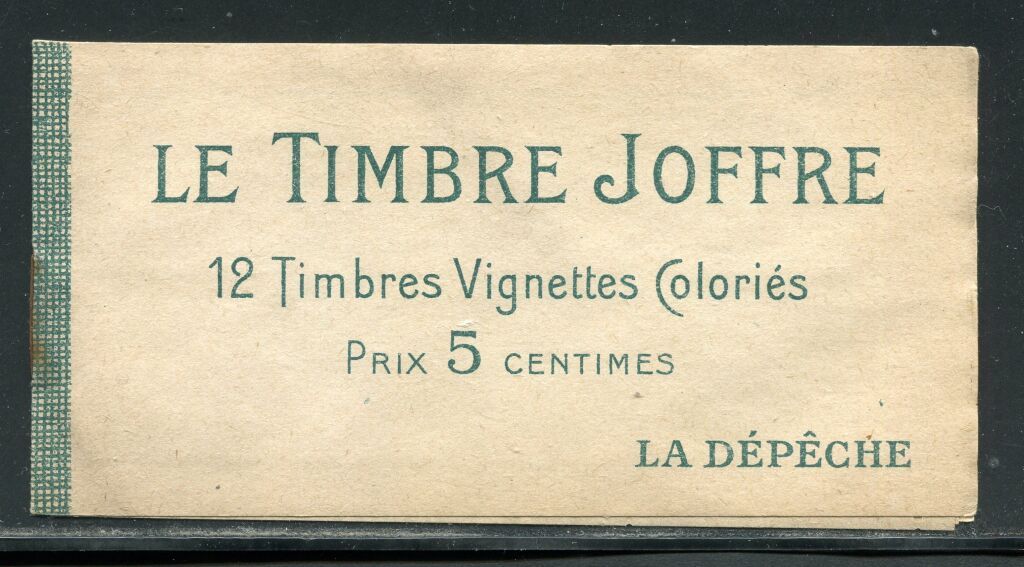 LE TIMBRE JOFFRE
12 Timbres Vignettes Coloriés
PRIX 5 CENTIMES
LA DÉPÊCHE